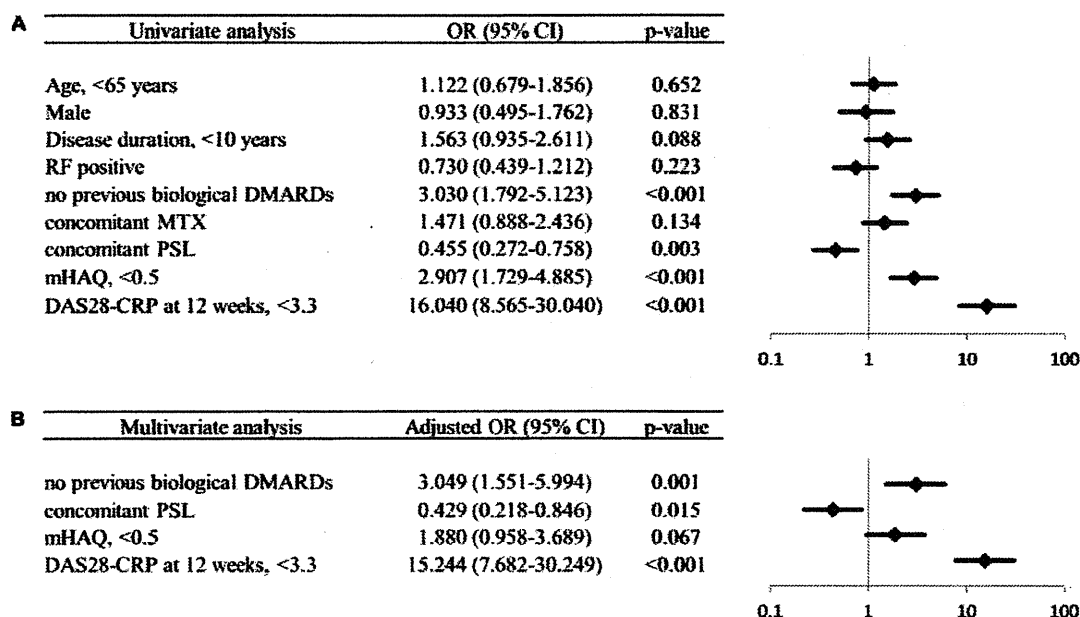 A
Univariate analysis OR (95% CI) p-value
Age, <65 years 1.122 (0.679-1.856) 0.652
Male 0.933 (0.495-1.762) 0.831
Disease duration, <10 years 1.563 (0.935-2.611) 0.088
RF positive 0.730 (0.439-1.212) 0.223
no previous biological DMARDs 3.030 (1.792-5.123) <0.001
concomitant MTX 1.471 (0.888-2.436) 0.134
concomitant PSL 0.455 (0.272-0.758) 0.003
mHAQ, <0.5 2.907 (1.729-4.885) <0.001
DAS28-CRP at 12 weeks, <3.3 16.040 (8.565-30.040) <0.001
0.1 1 10 100
B
Multivariate analysis Adjusted OR (95% CI) p-value
no previous biological DMARDs 3.049 (1.551-5.994) 0.001
concomitant PSL 0.429 (0.218-0.846) 0.015
mHAQ, <0.5 1.880 (0.958-3.689) 0.067
DAS28-CRP at 12 weeks, <3.3 15.244 (7.682-30.249) <0.001
0.1 1 10 100